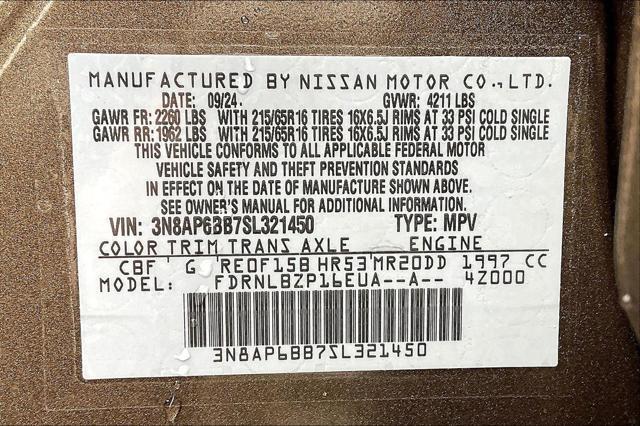 MANUFACTURED BY NISSAN MOTOR CO., LTD.
DATE: 09/24. GVWR: 4211 LBS
GAWR FR: 2260 LBS WITH 215/65R16 TIRES 16X6.5J RIMS AT 33 PSI COLD SINGLE
GAWR RR: 1962 LBS WITH 215/65R16 TIRES 16X6.5J RIMS AT 33 PSI COLD SINGLE
THIS VEHICLE CONFORMS TO ALL APPLICABLE FEDERAL MOTOR
VEHICLE SAFETY AND THEFT PREVENTION STANDARDS
IN EFFECT ON THE DATE OF MANUFACTURE SHOWN ABOVE.
SEE OWNER'S MANUAL FOR ADDITIONAL INFORMATION.
VIN: 3N8AP6BB7SL321450 TYPE: MPV
COLOR TRIM TRANS AXLE ENGINE
CBF G RE0F15B HR53 MR20DD 1997 CC
MODEL: FDRNLBZP16EUA--A-- 4Z000
3N8AP6BB7SL321450